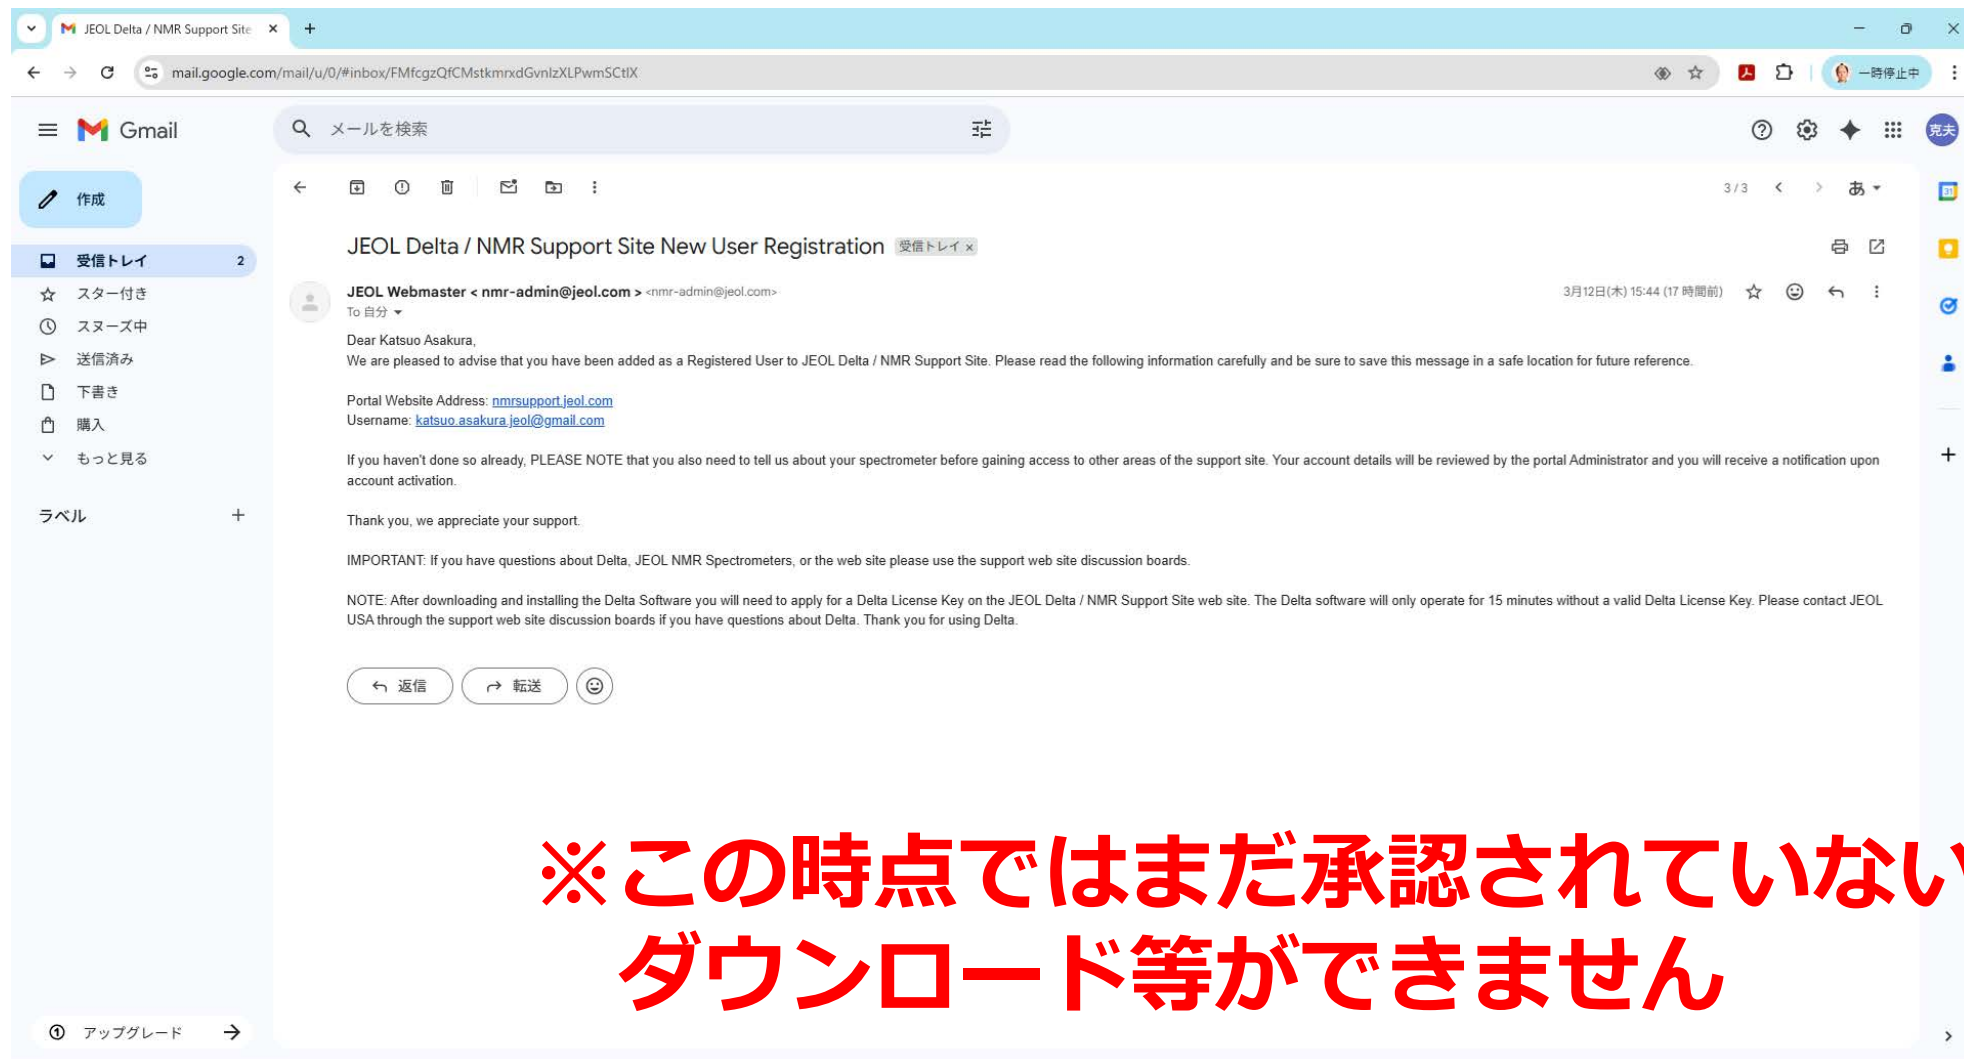 JEOL Delta / NMR Support Site
mail.google.com/mail/u/0/#inbox/FMfcgzQfCMstkmrxdGvnlzXLPwmSCtlX
一時停止中
Gmail
メールを検索
克夫
作成
3/3
あ
31
JEOL Delta / NMR Support Site New User Registration 受信トレイ ×
受信トレイ 2
スター付き
スヌーズ中
送信済み
下書き
購入
もっと見る
ラベル
アップグレード
JEOL Webmaster < nmr-admin@jeol.com > <nmr-admin@jeol.com>
3月12日(木) 15:44 (17 時間前)
To 自分
Dear Katsuo Asakura,
We are pleased to advise that you have been added as a Registered User to JEOL Delta / NMR Support Site. Please read the following information carefully and be sure to save this message in a safe location for future reference.
Portal Website Address: nmrsupport.jeol.com
Username: katsuo.asakura.jeol@gmail.com
If you haven't done so already, PLEASE NOTE that you also need to tell us about your spectrometer before gaining access to other areas of the support site. Your account details will be reviewed by the portal Administrator and you will receive a notification upon
account activation.
Thank you, we appreciate your support.
IMPORTANT: If you have questions about Delta, JEOL NMR Spectrometers, or the web site please use the support web site discussion boards.
NOTE: After downloading and installing the Delta Software you will need to apply for a Delta License Key on the JEOL Delta / NMR Support Site web site. The Delta software will only operate for 15 minutes without a valid Delta License Key. Please contact JEOL
USA through the support web site discussion boards if you have questions about Delta. Thank you for using Delta.
返信
転送
※この時点ではまだ承認されていない
ダウンロード等ができません